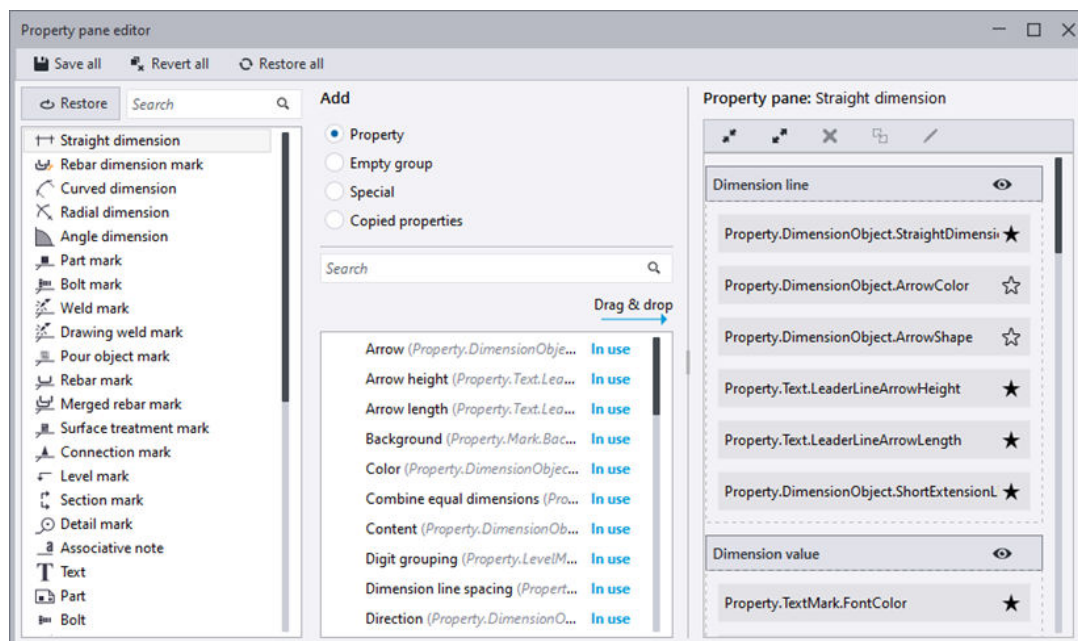 Property pane editor
Save all
Revert all
Restore all
Restore
Search
Straight dimension
Rebar dimension mark
Curved dimension
Radial dimension
Angle dimension
Part mark
Bolt mark
Weld mark
Drawing weld mark
Pour object mark
Rebar mark
Merged rebar mark
Surface treatment mark
Connection mark
Level mark
Section mark
Detail mark
Associative note
Text
Part
Bolt
Add
Property
Empty group
Special
Copied properties
Search
Drag & drop
Arrow (Property.DimensionObje... In use
Arrow height (Property.Text.Lea... In use
Arrow length (Property.Text.Lea... In use
Background (Property.Mark.Bac... In use
Color (Property.DimensionObjec... In use
Combine equal dimensions (Pro... In use
Content (Property.DimensionOb... In use
Digit grouping (Property.LevelM... In use
Dimension line spacing (Propert... In use
Direction (Property.DimensionO... In use
Property pane: Straight dimension
Dimension line
Property.DimensionObject.StraightDimensi
Property.DimensionObject.ArrowColor
Property.DimensionObject.ArrowShape
Property.Text.LeaderLineArrowHeight
Property.Text.LeaderLineArrowLength
Property.DimensionObject.ShortExtensionL
Dimension value
Property.TextMark.FontColor